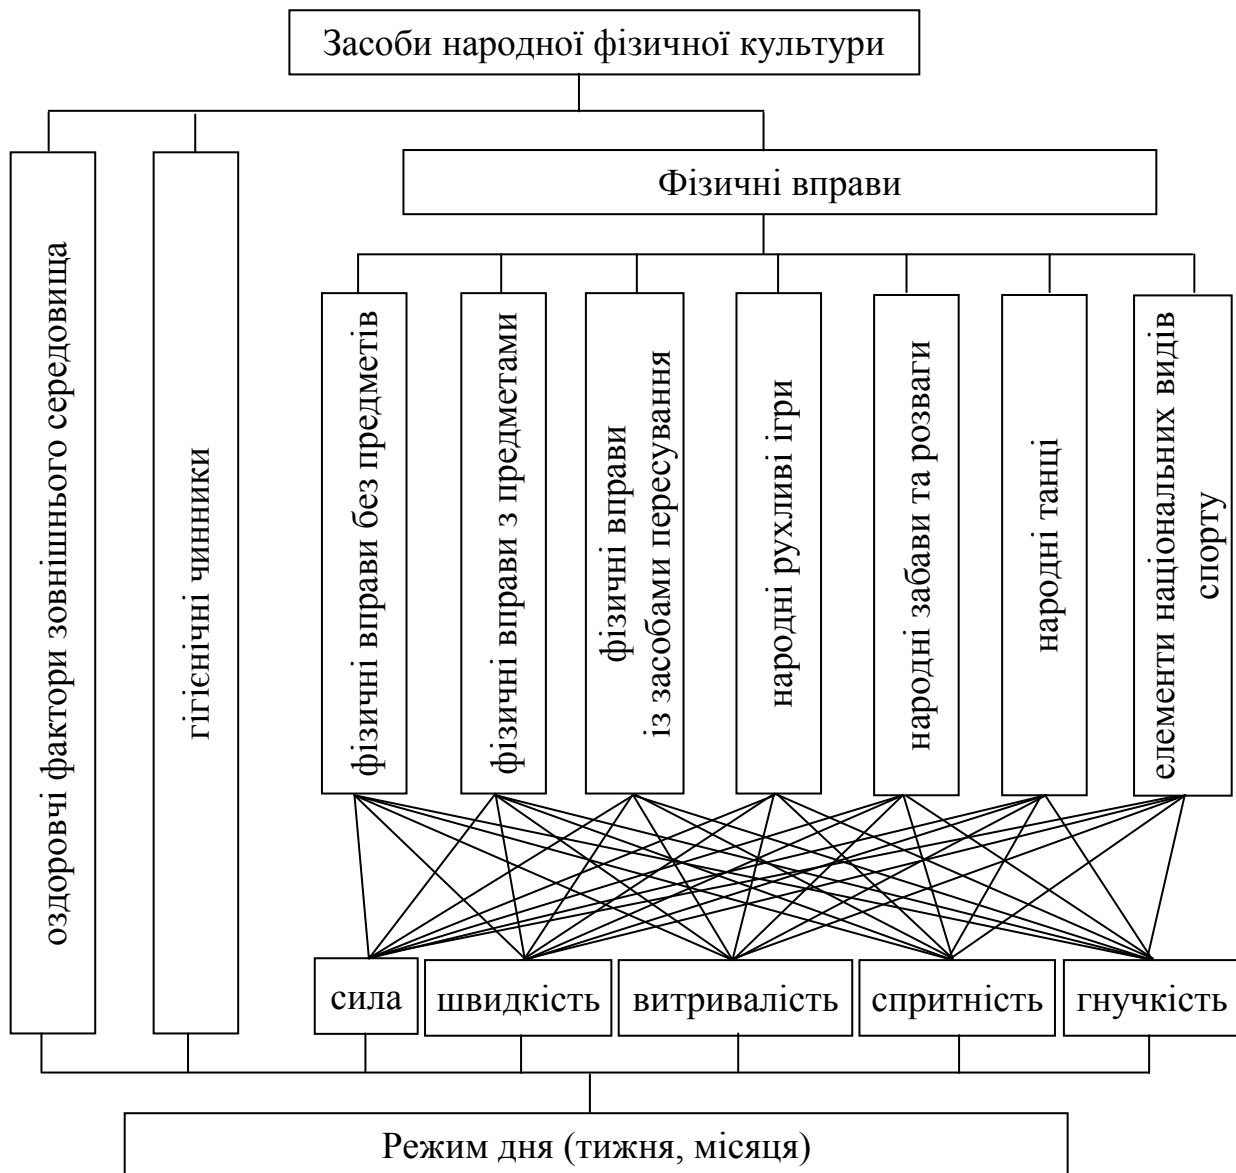 Засоби народної фізичної культури
Фізичні вправи
оздоровчі фактори зовнішнього середовища
гігієнічні чинники
фізичні вправи без предметів
фізичні вправи з предметами
фізичні вправи
із засобами пересування
народні рухливі ігри
народні забави та розваги
народні танці
елементи національних видів
спорту
сила
швидкість
витривалість
спритність
гнучкість
Режим дня (тижня, місяця)